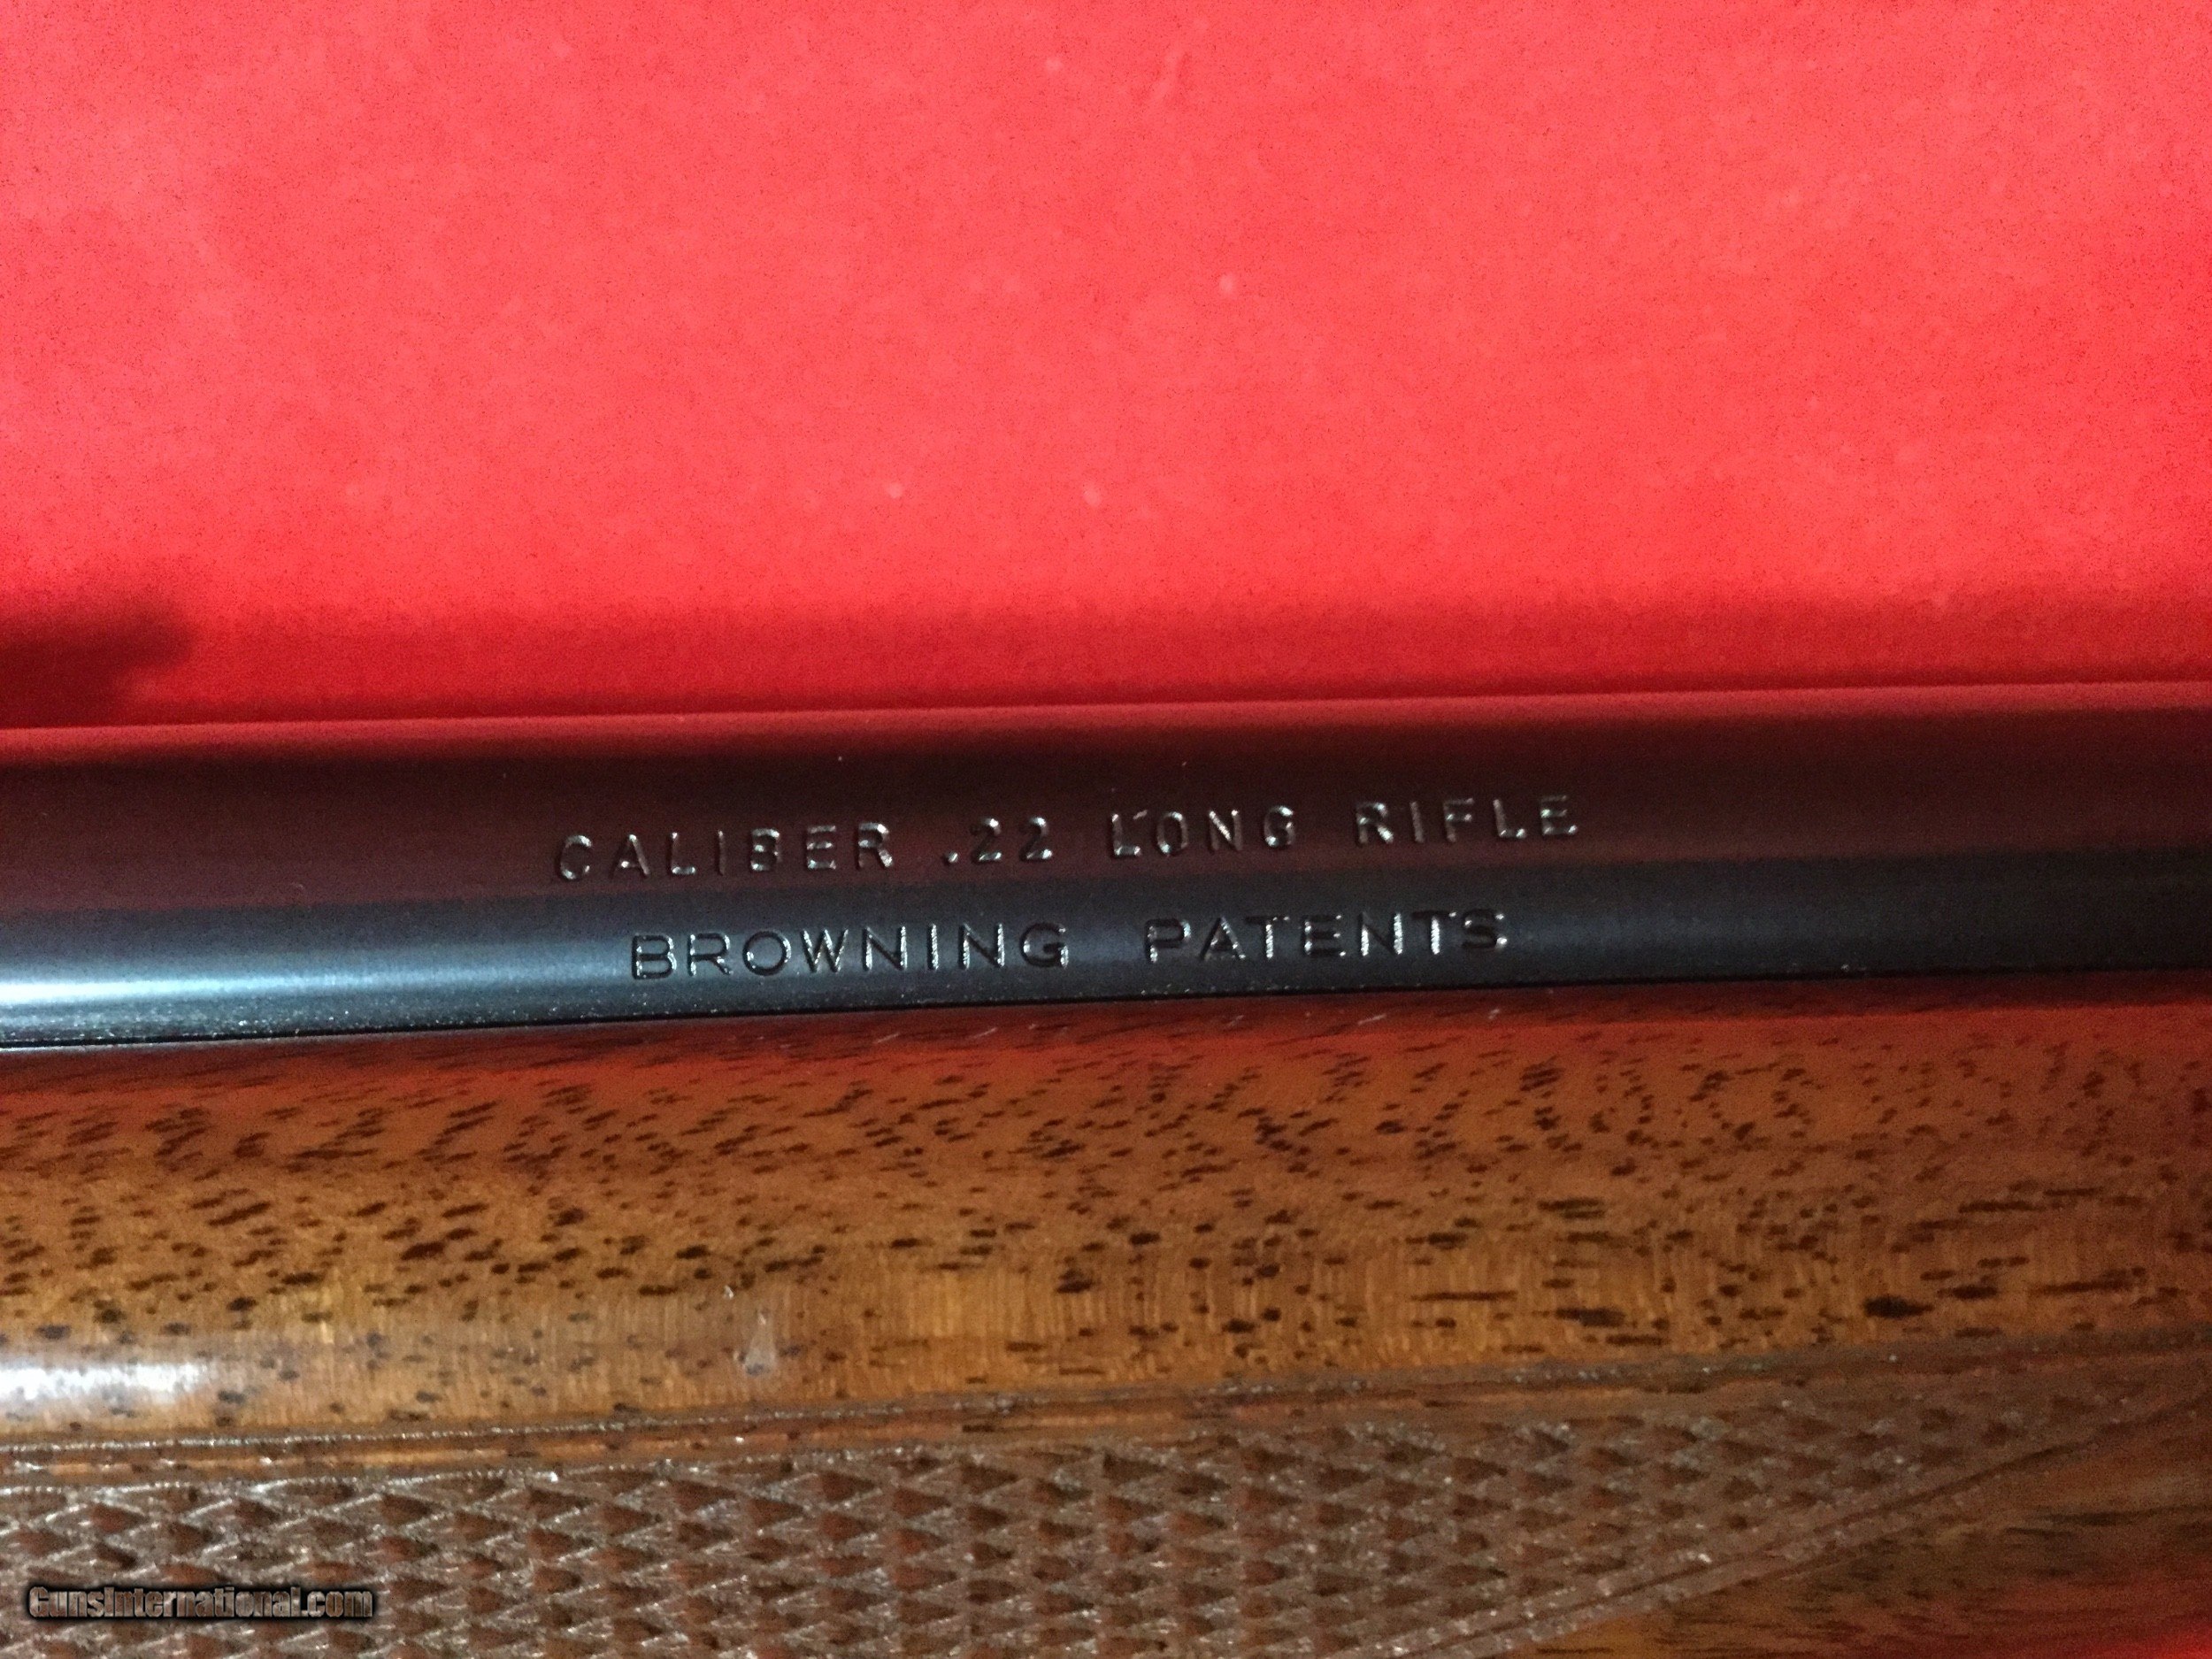 CALIBER .22 LONG RIFLE
BROWNING PATENTS
GunsInternational.com